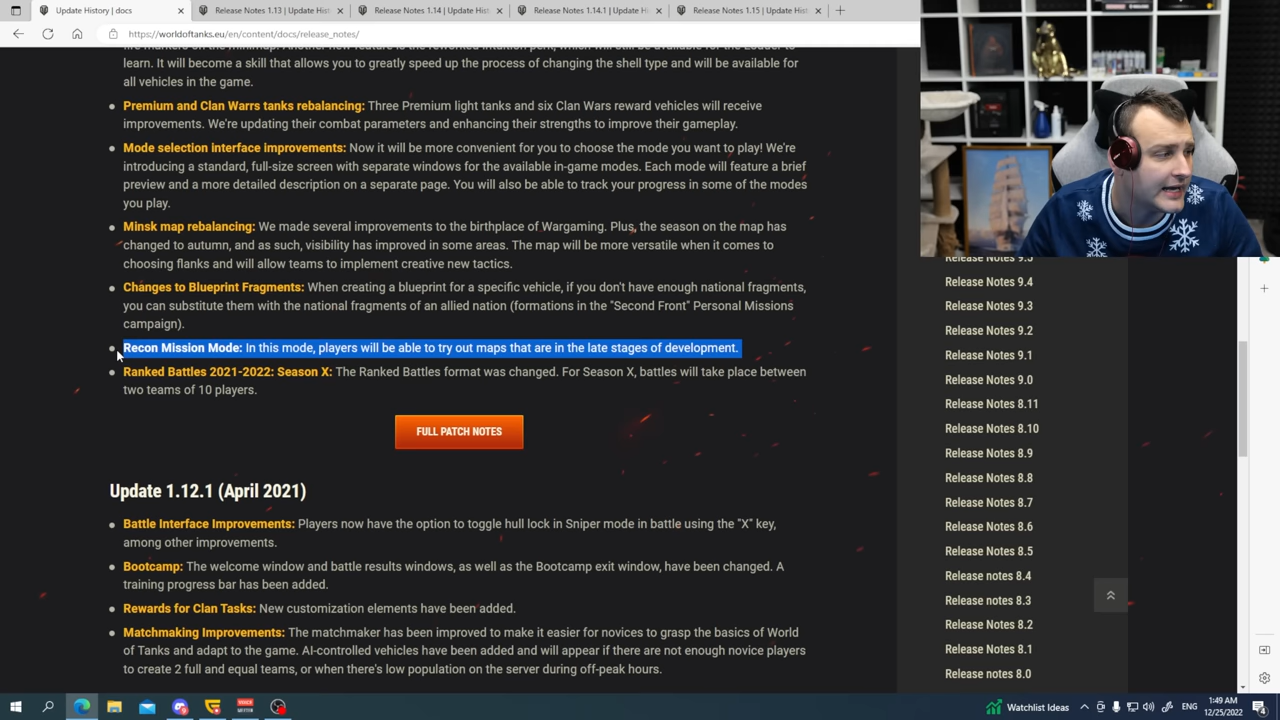 Update History | docs
Release Notes 1.13 | Update Hist
Release Notes 1.14 | Update Hist
Release Notes 1.14.1 | Update Hi
Release Notes 1.15 | Update Hist
https://worldoftanks.eu/en/content/docs/release_notes/
learn. It will become a skill that allows you to greatly speed up the process of changing the shell type and will be available for
all vehicles in the game.
Premium and Clan Warrs tanks rebalancing: Three Premium light tanks and six Clan Wars reward vehicles will receive
improvements. We're updating their combat parameters and enhancing their strengths to improve their gameplay.
Mode selection interface improvements: Now it will be more convenient for you to choose the mode you want to play! We're
introducing a standard, full-size screen with separate windows for the available in-game modes. Each mode will feature a brief
preview and a more detailed description on a separate page. You will also be able to track your progress in some of the modes
you play.
Minsk map rebalancing: We made several improvements to the birthplace of Wargaming. Plus, the season on the map has
changed to autumn, and as such, visibility has improved in some areas. The map will be more versatile when it comes to
choosing flanks and will allow teams to implement creative new tactics.
Changes to Blueprint Fragments: When creating a blueprint for a specific vehicle, if you don't have enough national fragments,
you can substitute them with the national fragments of an allied nation (formations in the "Second Front" Personal Missions
campaign).
Recon Mission Mode: In this mode, players will be able to try out maps that are in the late stages of development.
Ranked Battles 2021-2022: Season X: The Ranked Battles format was changed. For Season X, battles will take place between
two teams of 10 players.
FULL PATCH NOTES
Update 1.12.1 (April 2021)
Battle Interface Improvements: Players now have the option to toggle hull lock in Sniper mode in battle using the "X" key,
among other improvements.
Bootcamp: The welcome window and battle results windows, as well as the Bootcamp exit window, have been changed. A
training progress bar has been added.
Rewards for Clan Tasks: New customization elements have been added.
Matchmaking Improvements: The matchmaker has been improved to make it easier for novices to grasp the basics of World
of Tanks and adapt to the game. AI-controlled vehicles have been added and will appear if there are not enough novice players
to create 2 full and equal teams, or when there's low population on the server during off-peak hours.
Release Notes 9.5
Release Notes 9.4
Release Notes 9.3
Release Notes 9.2
Release Notes 9.1
Release Notes 9.0
Release Notes 8.11
Release Notes 8.10
Release Notes 8.9
Release Notes 8.8
Release Notes 8.7
Release Notes 8.6
Release Notes 8.5
Release notes 8.4
Release notes 8.3
Release Notes 8.2
Release Notes 8.1
Release notes 8.0
Watchlist Ideas
ENG
1:49 AM
12/25/2022
4